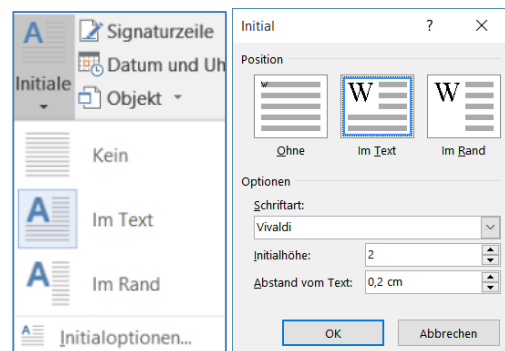 A
Initiale
Signaturzeile
Datum und Uh
Objekt
Kein
A
Im Text
A
Im Rand
A
Initialoptionen...
Initial
? ×
Position
W
W
W
Ohne
Im Text
Im Rand
Optionen
Schriftart:
Vivaldi
Initialhöhe: 2
Abstand vom Text: 0,2 cm
OK
Abbrechen